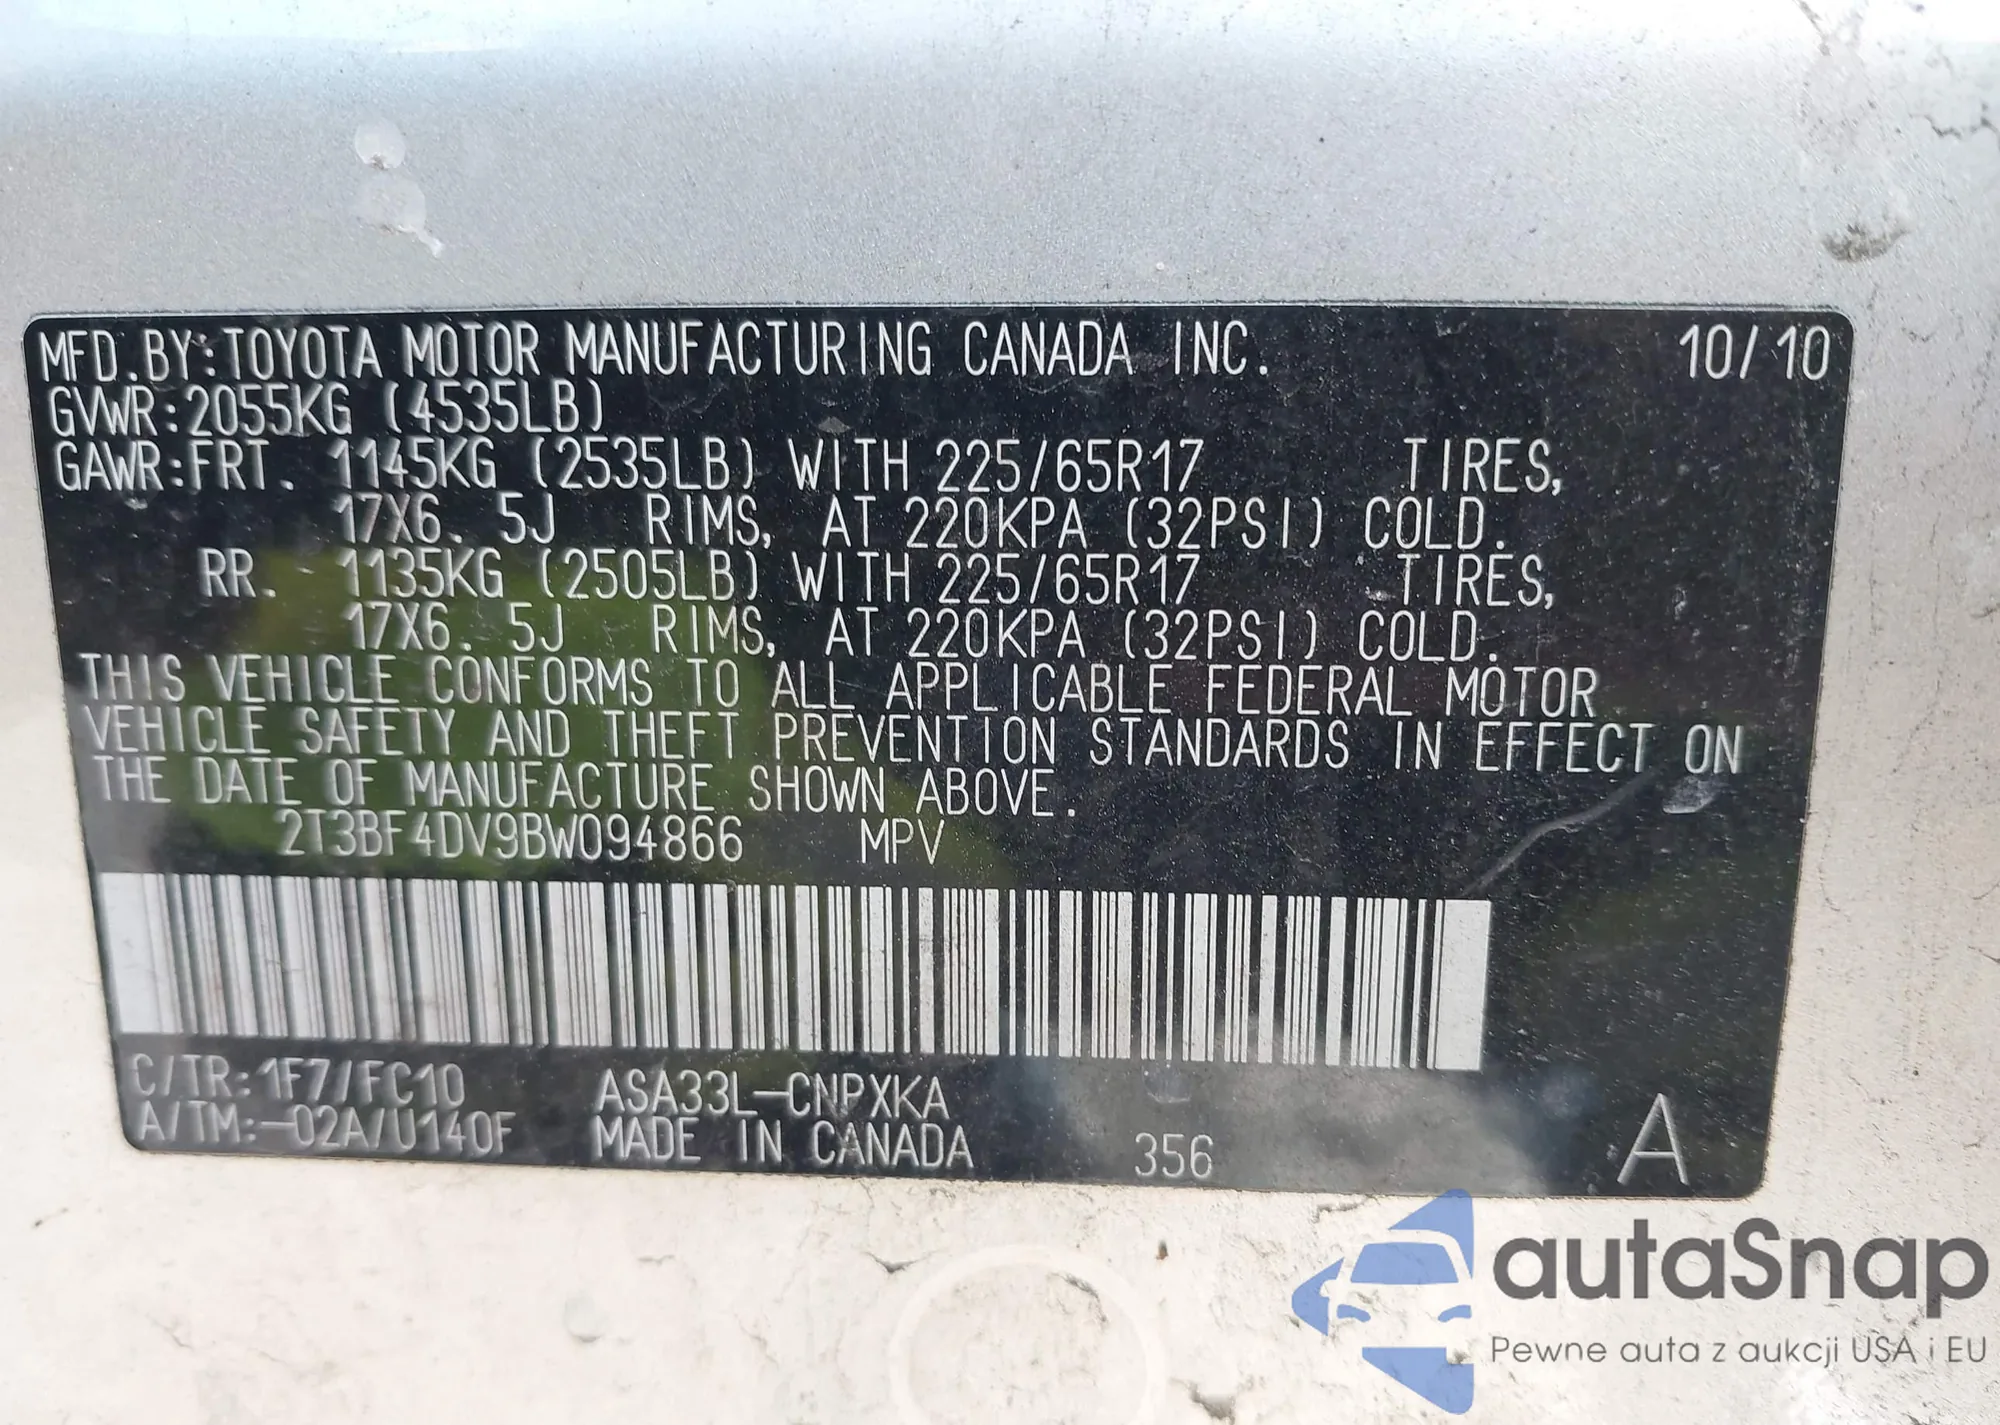 MFD.BY:TOYOTA MOTOR MANUFACTURING CANADA INC. 10/10
GVWR:2055KG (4535LB)
GAWR:FRT. 1145KG (2535LB) WITH 225/65R17 TIRES,
17X6.5J RIMS, AT 220KPA (32PSI) COLD.
RR. 1135KG (2505LB) WITH 225/65R17 TIRES,
17X6.5J RIMS, AT 220KPA (32PSI) COLD.
THIS VEHICLE CONFORMS TO ALL APPLICABLE FEDERAL MOTOR
VEHICLE SAFETY AND THEFT PREVENTION STANDARDS IN EFFECT ON
THE DATE OF MANUFACTURE SHOWN ABOVE.
2T3BF4DV9BW094866 MPV
C/TR:1F7/FC10 ASA33L-CNPXKA
A/TM:-02A/U140F MADE IN CANADA 356 A
autaSnap
Pewne auta z aukcji USA i EU